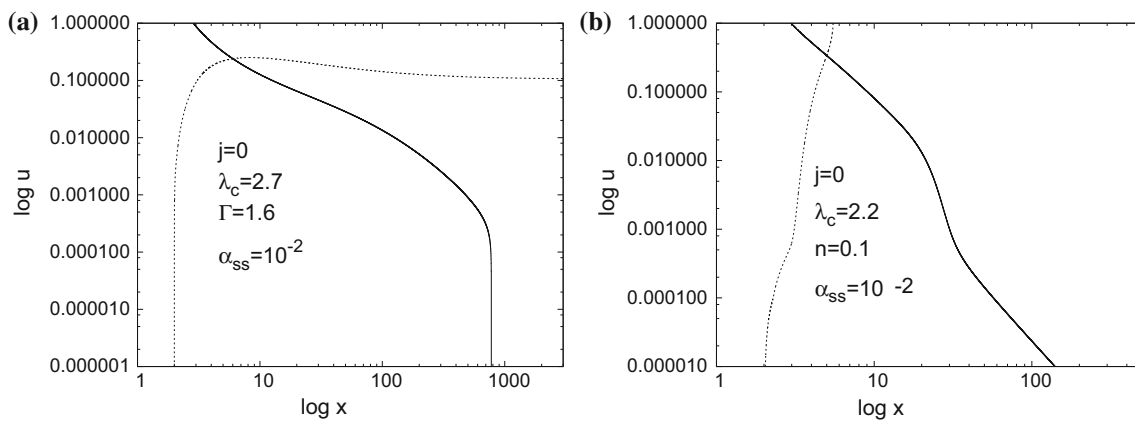 (a)
1.000000
0.100000
0.010000
0.001000
0.000100
0.000010
0.000001
log u
j=0
λc=2.7
Γ=1.6
αss=10-2
1 10 100 1000
log x
(b)
1.000000
0.100000
0.010000
0.001000
0.000100
0.000010
log u
j=0
λc=2.2
n=0.1
αss=10 -2
1 10 100
log x